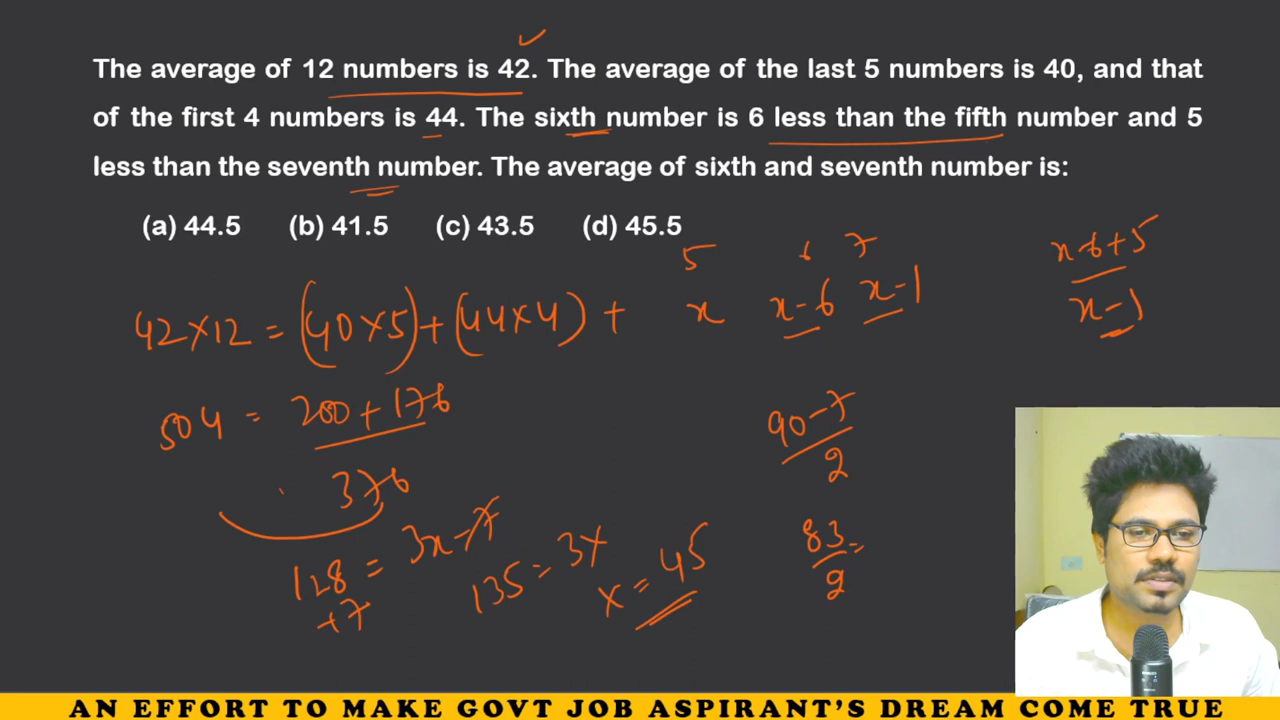 The average of 12 numbers is 42. The average of the last 5 numbers is 40, and that
of the first 4 numbers is 44. The sixth number is 6 less than the fifth number and 5
less than the seventh number. The average of sixth and seventh number is:
(a) 44.5 (b) 41.5 (c) 43.5 (d) 45.5
5 6 7
x-6+5
42×12 = (40×5) + (44×4) + x x-6 x-1
x-1
504 = 200 + 176
90-7
2
376
128 = 3x-7
+7
135 = 3x
x = 45
83 =
2
AN EFFORT TO MAKE GOVT JOB ASPIRANT'S DREAM COME TRUE